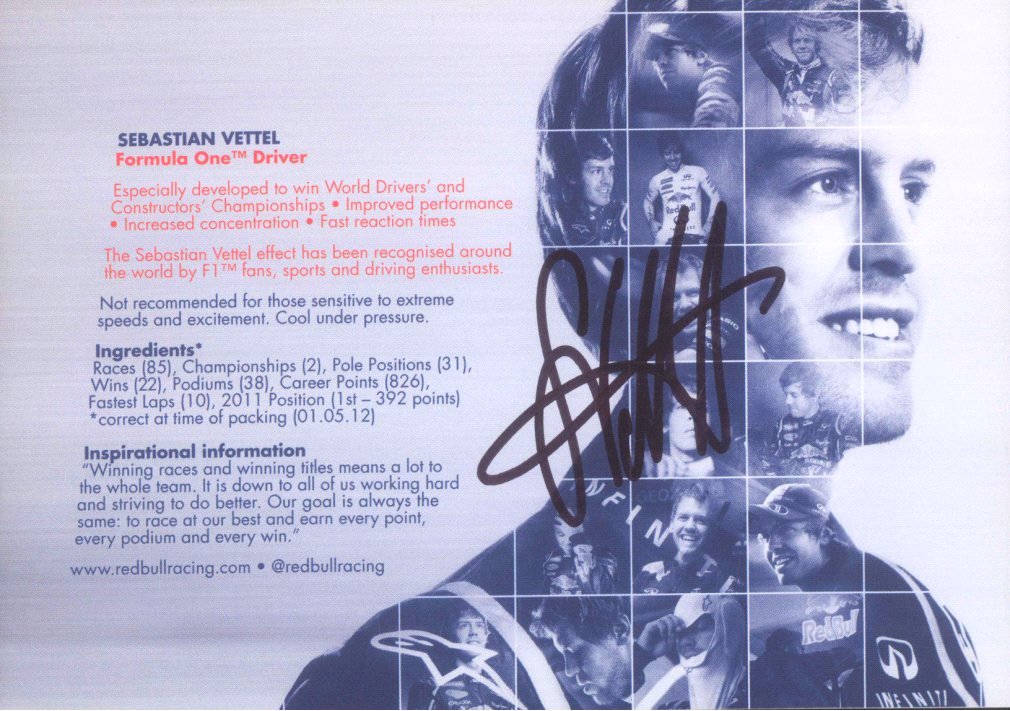 SEBASTIAN VETTEL
Formula One™ Driver
Especially developed to win World Drivers' and
Constructors' Championships • Improved performance
• Increased concentration • Fast reaction times
The Sebastian Vettel effect has been recognised around
the world by F1™ fans, sports and driving enthusiasts.
Not recommended for those sensitive to extreme
speeds and excitement. Cool under pressure.
Ingredients*
Races (85), Championships (2), Pole Positions (31),
Wins (22), Podiums (38), Career Points (826),
Fastest Laps (10), 2011 Position (1st – 392 points)
*correct at time of packing (01.05.12)
Inspirational information
“Winning races and winning titles means a lot to
the whole team. It is down to all of us working hard
and striving to do better. Our goal is always the
same: to race at our best and earn every point,
every podium and every win.”
www.redbullracing.com • @redbullracing
RedBull
RedBull
INFINITI